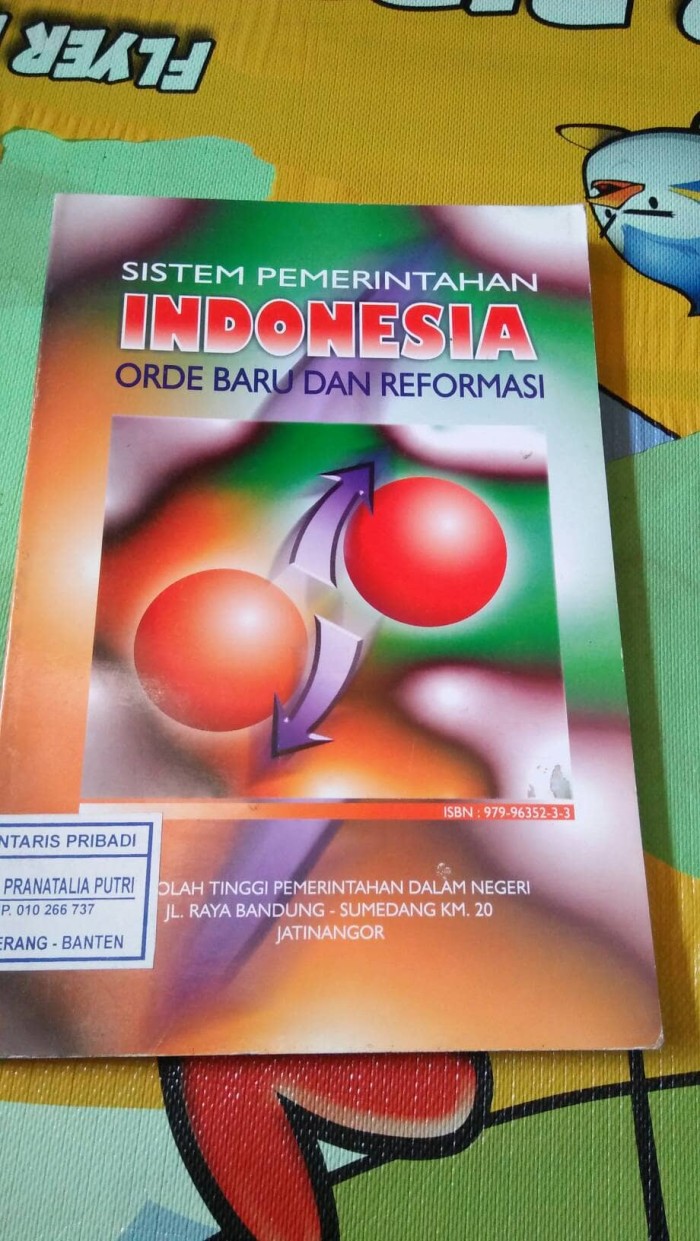 FLYER
SISTEM PEMERINTAHAN
INDONESIA
ORDE BARU DAN REFORMASI
ISBN : 979-96352-3-3
NTARIS PRIBADI
PRANATALIA PUTRI
P. 010 266 737
ERANG - BANTEN
OLAH TINGGI PEMERINTAHAN DALAM NEGERI
JL. RAYA BANDUNG - SUMEDANG KM. 20
JATINANGOR